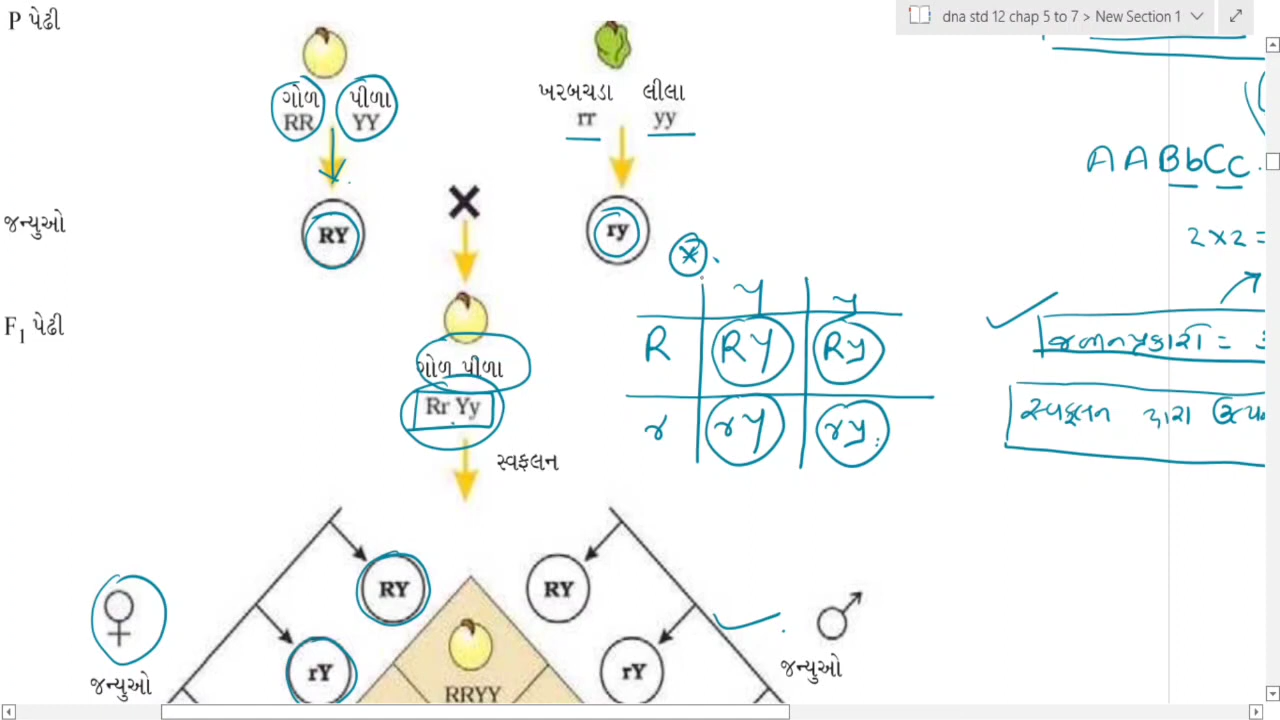 P પેઢી
dna std 12 chap 5 to 7 > New Section 1
ગોળ પીળા
RR YY
ખરબચડા લીલા
rr yy
AABbCc.
જન્યુઓ
RY
ry
2×2=
F1 પેઢી
y y
R Ry Ry
ગોળ પીળા
Rr Yy
r ry ry
સ્વફલન દ્વારા
સ્વફલન
RY
RY
rY
rY
જન્યુઓ
જન્યુઓ
RRYY